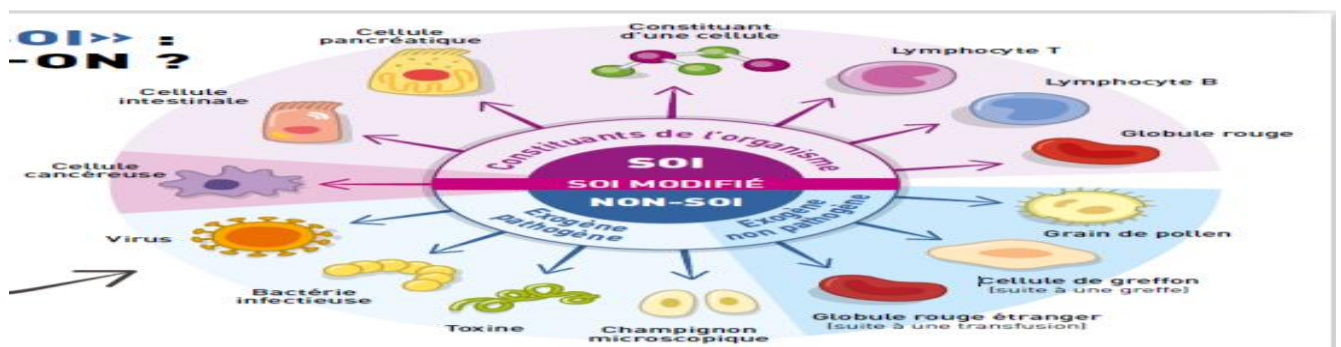 OI» :
-ON ?
Cellule
pancréatique
Constituant
d'une cellule
Lymphocyte T
Lymphocyte B
Globule rouge
Cellule
intestinale
Cellule
cancéreuse
Constituants de l'organisme
SOI
SOI MODIFIÉ
NON-SOI
Exogène
pathogène
Exogène
non pathogène
Virus
Bactérie
infectieuse
Toxine
Champignon
microscopique
Globule rouge étranger
(suite à une transfusion)
Cellule de greffon
(suite à une greffe)
Grain de pollen